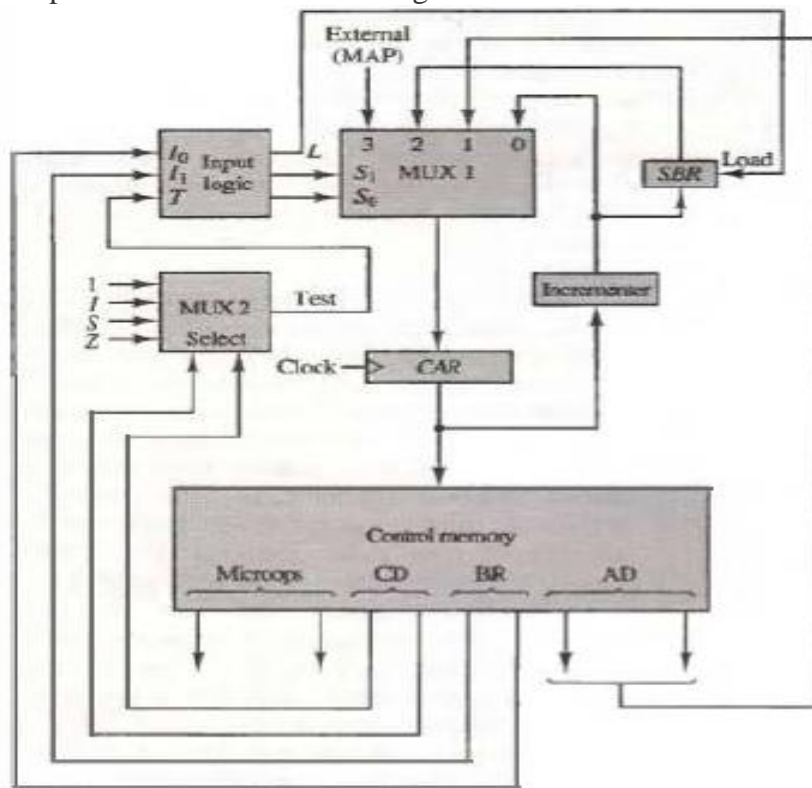 External
(MAP)
I₀
I₁
T
Input
logic
L
3 2 1 0
S₁ MUX 1
S₀
SBR
Load
1
I
S
Z
MUX 2
Select
Test
Incrementer
Clock
CAR
Control memory
Microops CD BR AD